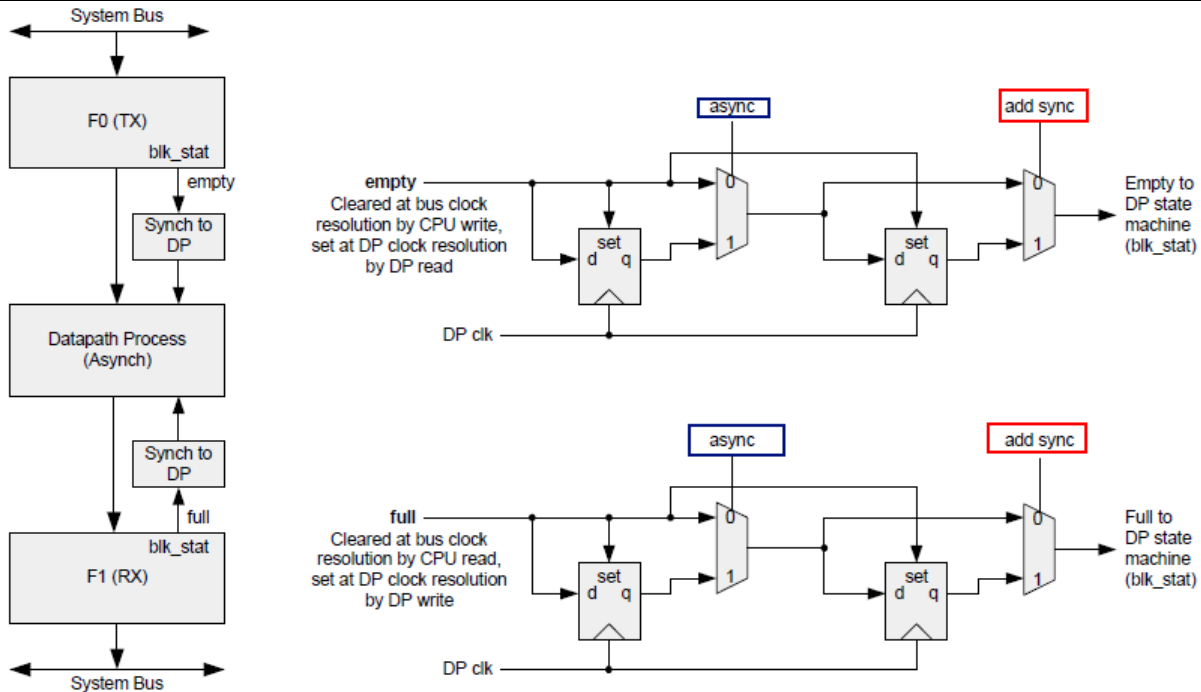 System Bus
F0 (TX)
blk_stat
empty
Synch to
DP
Datapath Process
(Asynch)
Synch to
DP
full
blk_stat
F1 (RX)
System Bus
async
add sync
empty
Cleared at bus clock
resolution by CPU write,
set at DP clock resolution
by DP read
0
1
set
d q
set
d q
0
1
Empty to
DP state
machine
(blk_stat)
DP clk
async
add sync
full
Cleared at bus clock
resolution by CPU read,
set at DP clock resolution
by DP write
0
1
set
d q
set
d q
0
1
Full to
DP state
machine
(blk_stat)
DP clk